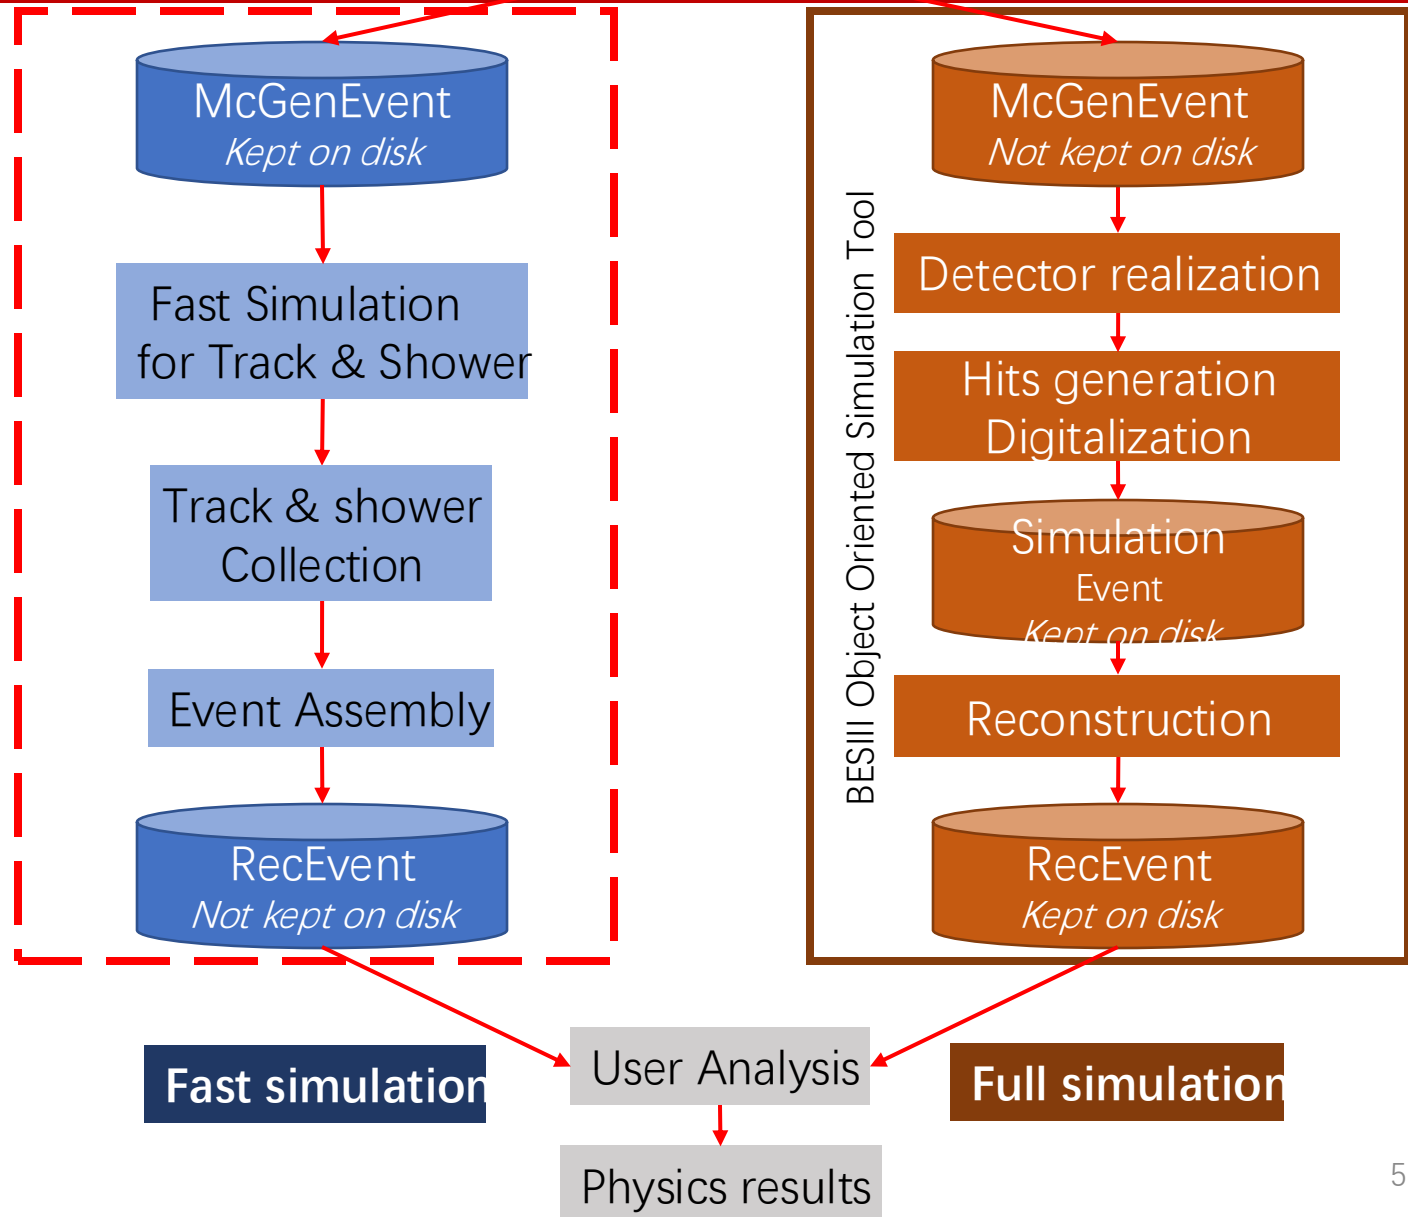 McGenEvent
Kept on disk
Fast Simulation
for Track & Shower
Track & shower
Collection
Event Assembly
RecEvent
Not kept on disk
Fast simulation
BESIII Object Oriented Simulation Tool
McGenEvent
Not kept on disk
Detector realization
Hits generation
Digitalization
Simulation
Event
Kept on disk
Reconstruction
RecEvent
Kept on disk
Full simulation
User Analysis
Physics results
5